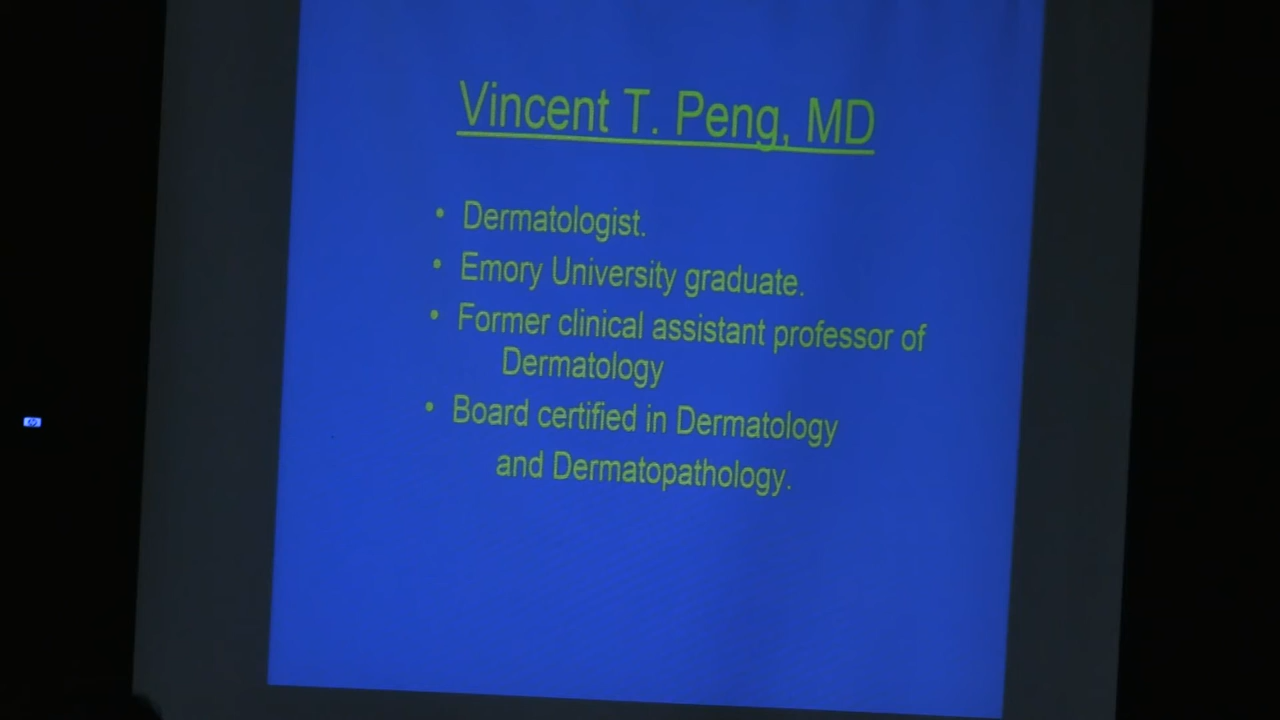 Vincent T. Peng, MD
• Dermatologist.
• Emory University graduate.
• Former clinical assistant professor of
Dermatology
• Board certified in Dermatology
and Dermatopathology.
hp